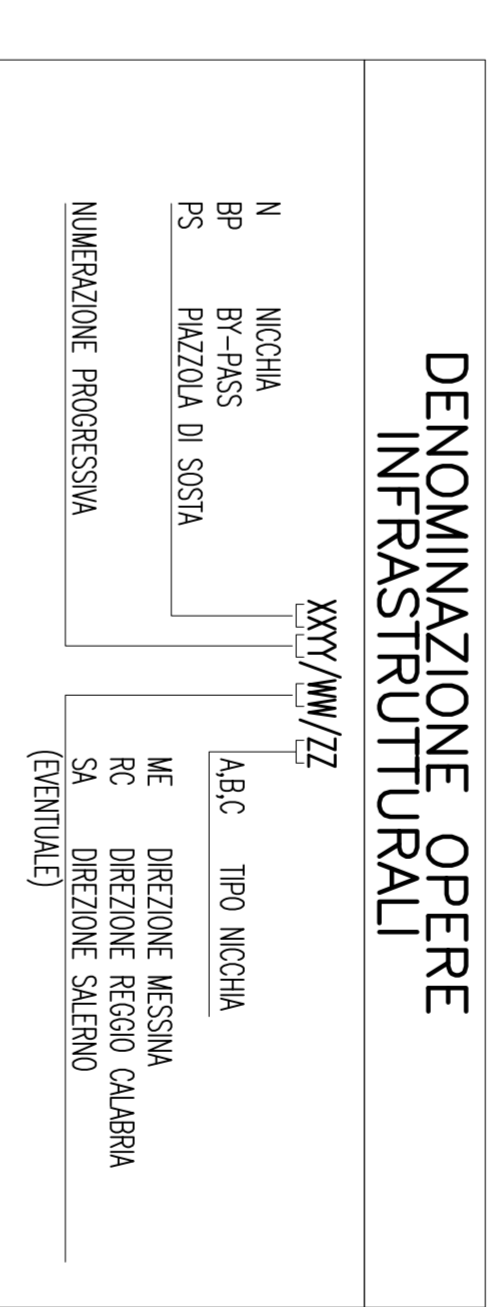 DENOMINAZIONE OPERE
INFRASTRUTTURALI
XXYY/WW/ZZ
N NICCHIA
BP BY-PASS
PS PIAZZOLA DI SOSTA
NUMERAZIONE PROGRESSIVA
A,B,C TIPO NICCHIA
ME DIREZIONE MESSINA
RC DIREZIONE REGGIO CALABRIA
SA DIREZIONE SALERNO
(EVENTUALE)